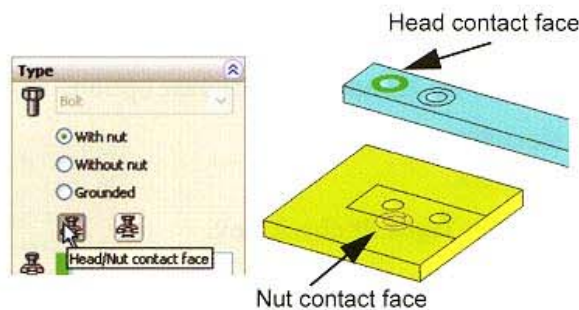 Head contact face
Type
Bolt
With nut
Without nut
Grounded
Head/Nut contact face
Nut contact face